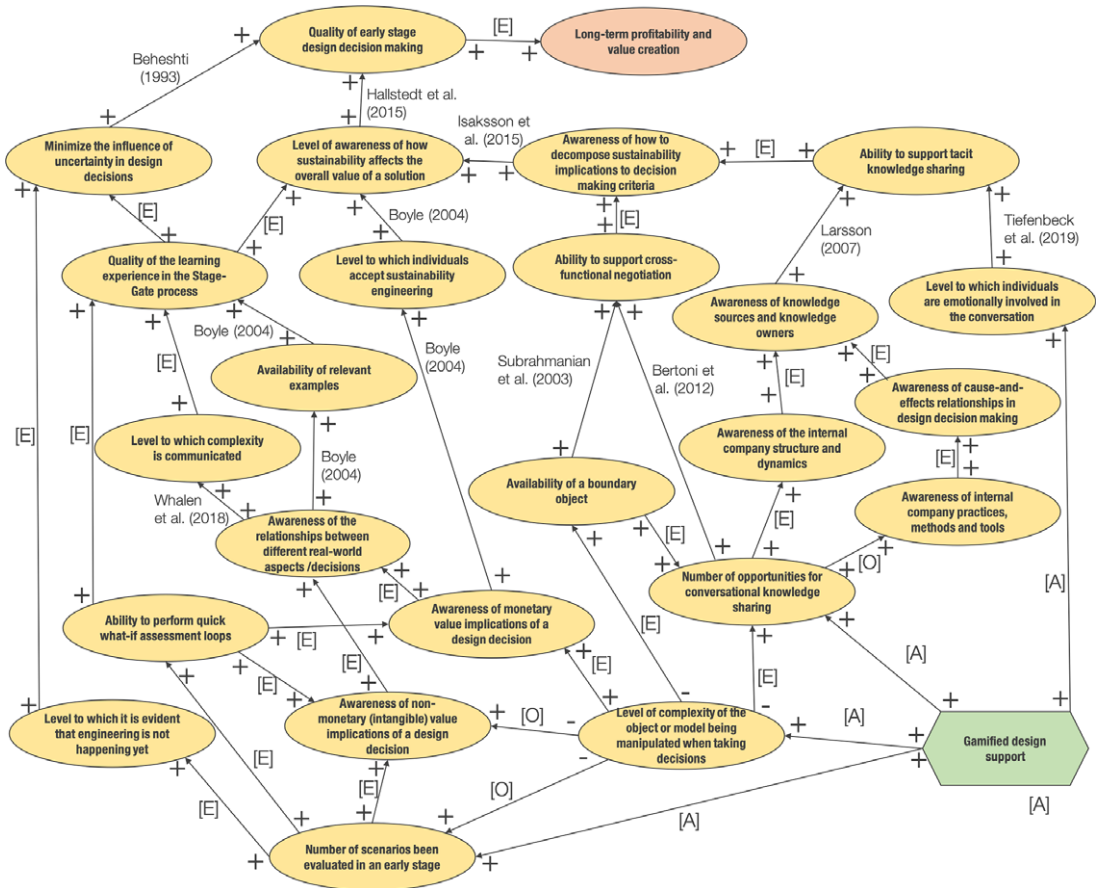 Quality of early stage
design decision making
+
[E]
+
+
Long-term profitability and
value creation
+
Beheshti
(1993)
+
Hallstedt et al.
(2015)
+
+
Isaksson et
al. (2015)
Minimize the influence of
uncertainty in design
decisions
+
Level of awareness of how
sustainability affects the
overall value of a solution
+
+
Awareness of how to
decompose sustainability
implications to decision
making criteria
+
[E]
+
Ability to support tacit
knowledge sharing
[E]
+
+
[E]
+
+
Boyle (2004)
+
+
+
[E]
+
+
Larsson
(2007)
+
+
Tiefenbeck
et al. (2019)
+
Quality of the learning
experience in the Stage-
Gate process
+
+
+
Level to which individuals
accept sustainability
engineering
+
Ability to support cross-
functional negotiation
+
+
Awareness of knowledge
sources and knowledge
owners
+
+
Level to which individuals
are emotionally involved in
the conversation
+
Boyle (2004)
+
[E]
+
Availability of relevant
examples
+
Boyle
(2004)
Subrahmanian
et al. (2003)
Bertoni et
al. (2012)
[E]
+
[E]
+
Awareness of cause-and-
effects relationships in
design decision making
+
[E]
[E]
Level to which complexity
is communicated
+
Boyle
(2004)
+
Whalen
et al. (2018)
+
+
Availability of a boundary
object
+
+
Awareness of the internal
company structure and
dynamics
+
[E]
+
Awareness of internal
company practices,
methods and tools
Awareness of the
relationships between
different real-world
aspects /decisions
+
+
[E]
+
+
[E]
+
[E]
+
+
Number of opportunities for
conversational knowledge
sharing
+
[O]
+
+
+
[A]
+
Ability to perform quick
what-if assessment loops
+
[E]
+
+
[E]
+
Awareness of monetary
value implications of a
design decision
+
[E]
+
[E]
[E]
[E]
+
-
-
[A]
+
+
Level to which it is evident
that engineering is not
happening yet
+
Awareness of non-
monetary (intangible) value
implications of a design
decision
+
[O]
-
Level of complexity of the
object or model being
manipulated when taking
decisions
-
+
[A]
+
+
Gamified design
support
[E]
+
[E]
[E]
+
+
[O]
+
[A]
[A]
+
Number of scenarios been
evaluated in an early stage
+